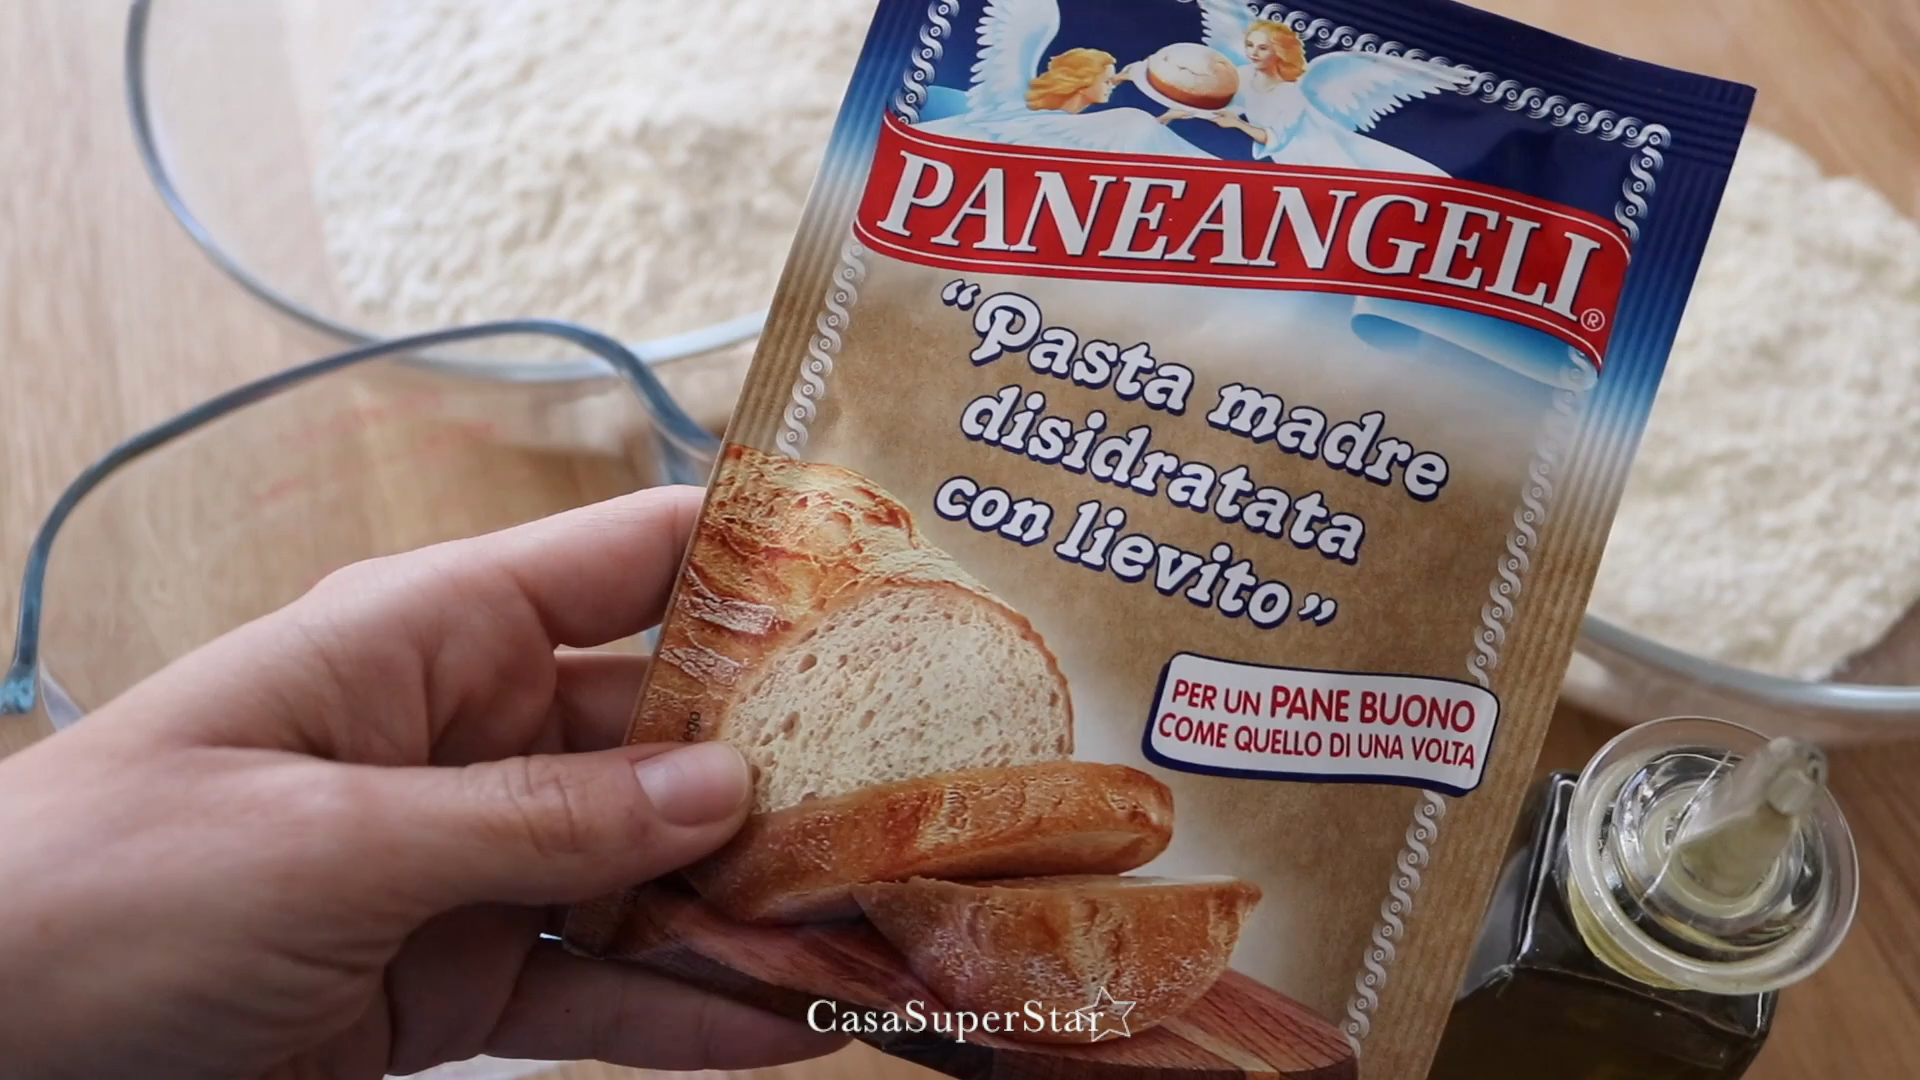 PANEANGELI®
“Pasta madre
disidratata
con lievito”
PER UN PANE BUONO
COME QUELLO DI UNA VOLTA
CasaSuperStar